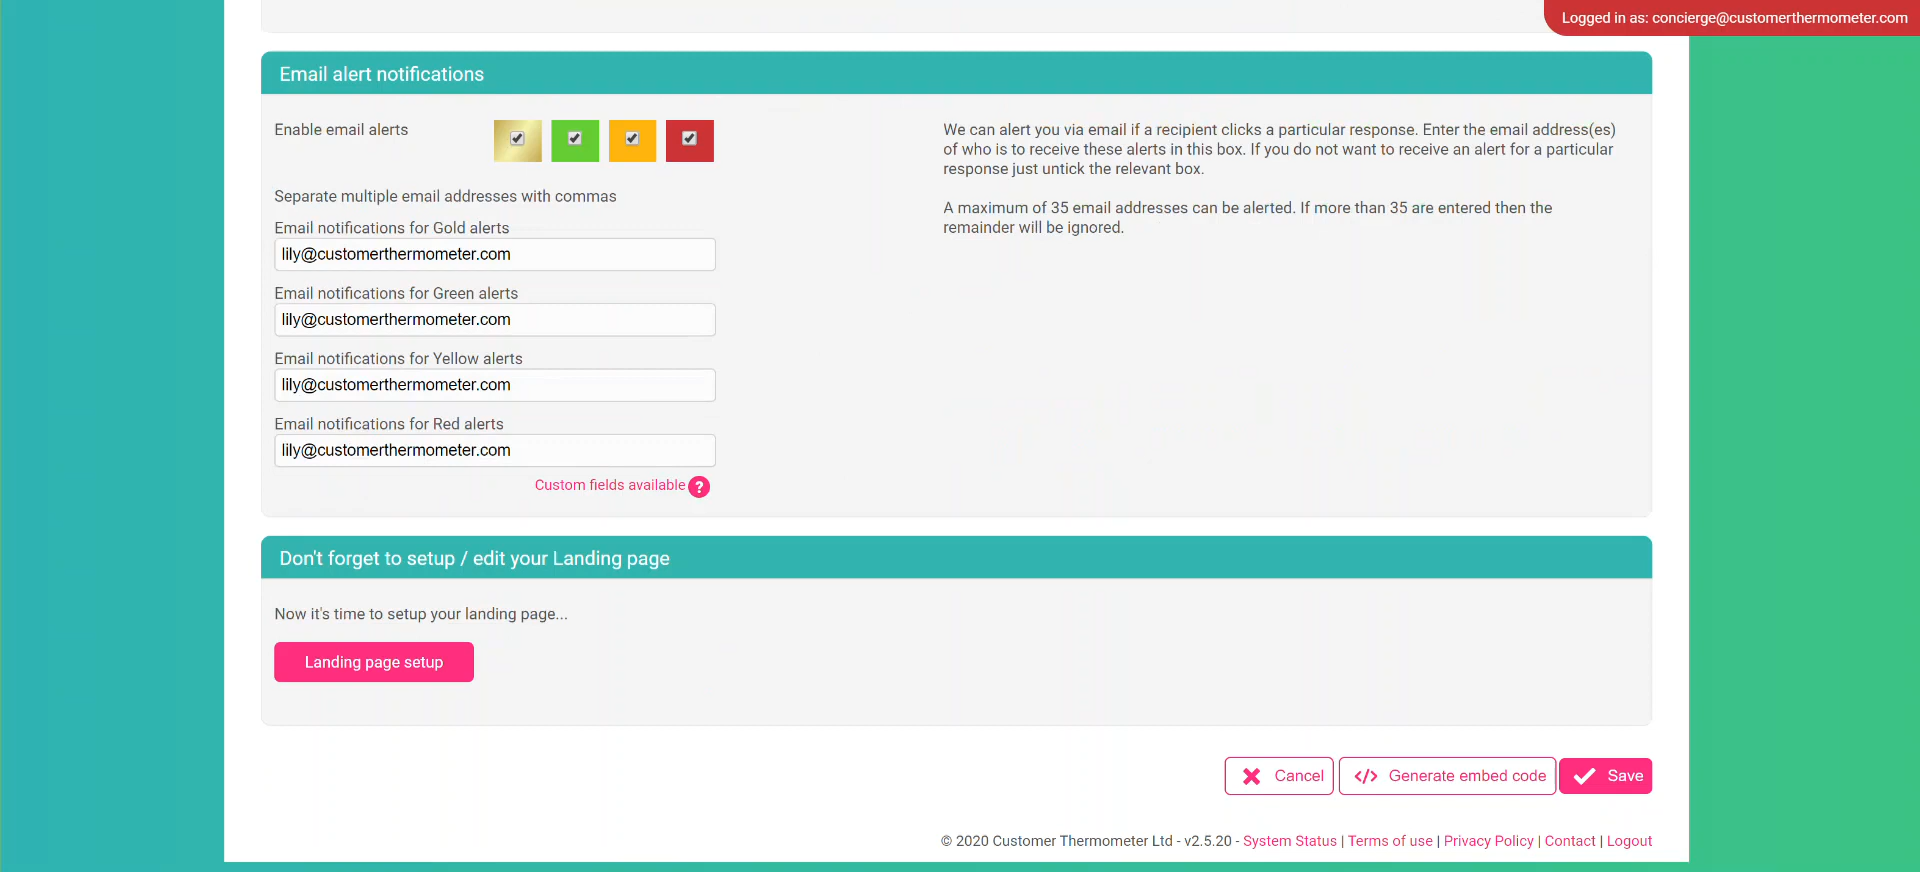 Logged in as: concierge@customerthermometer.com
Email alert notifications
Enable email alerts
We can alert you via email if a recipient clicks a particular response. Enter the email address(es)
of who is to receive these alerts in this box. If you do not want to receive an alert for a particular
response just untick the relevant box.
A maximum of 35 email addresses can be alerted. If more than 35 are entered then the
remainder will be ignored.
Separate multiple email addresses with commas
Email notifications for Gold alerts
lily@customerthermometer.com
Email notifications for Green alerts
lily@customerthermometer.com
Email notifications for Yellow alerts
lily@customerthermometer.com
Email notifications for Red alerts
lily@customerthermometer.com
Custom fields available ?
Don't forget to setup / edit your Landing page
Now it's time to setup your landing page...
Landing page setup
Cancel </> Generate embed code Save
© 2020 Customer Thermometer Ltd - v2.5.20 - System Status | Terms of use | Privacy Policy | Contact | Logout